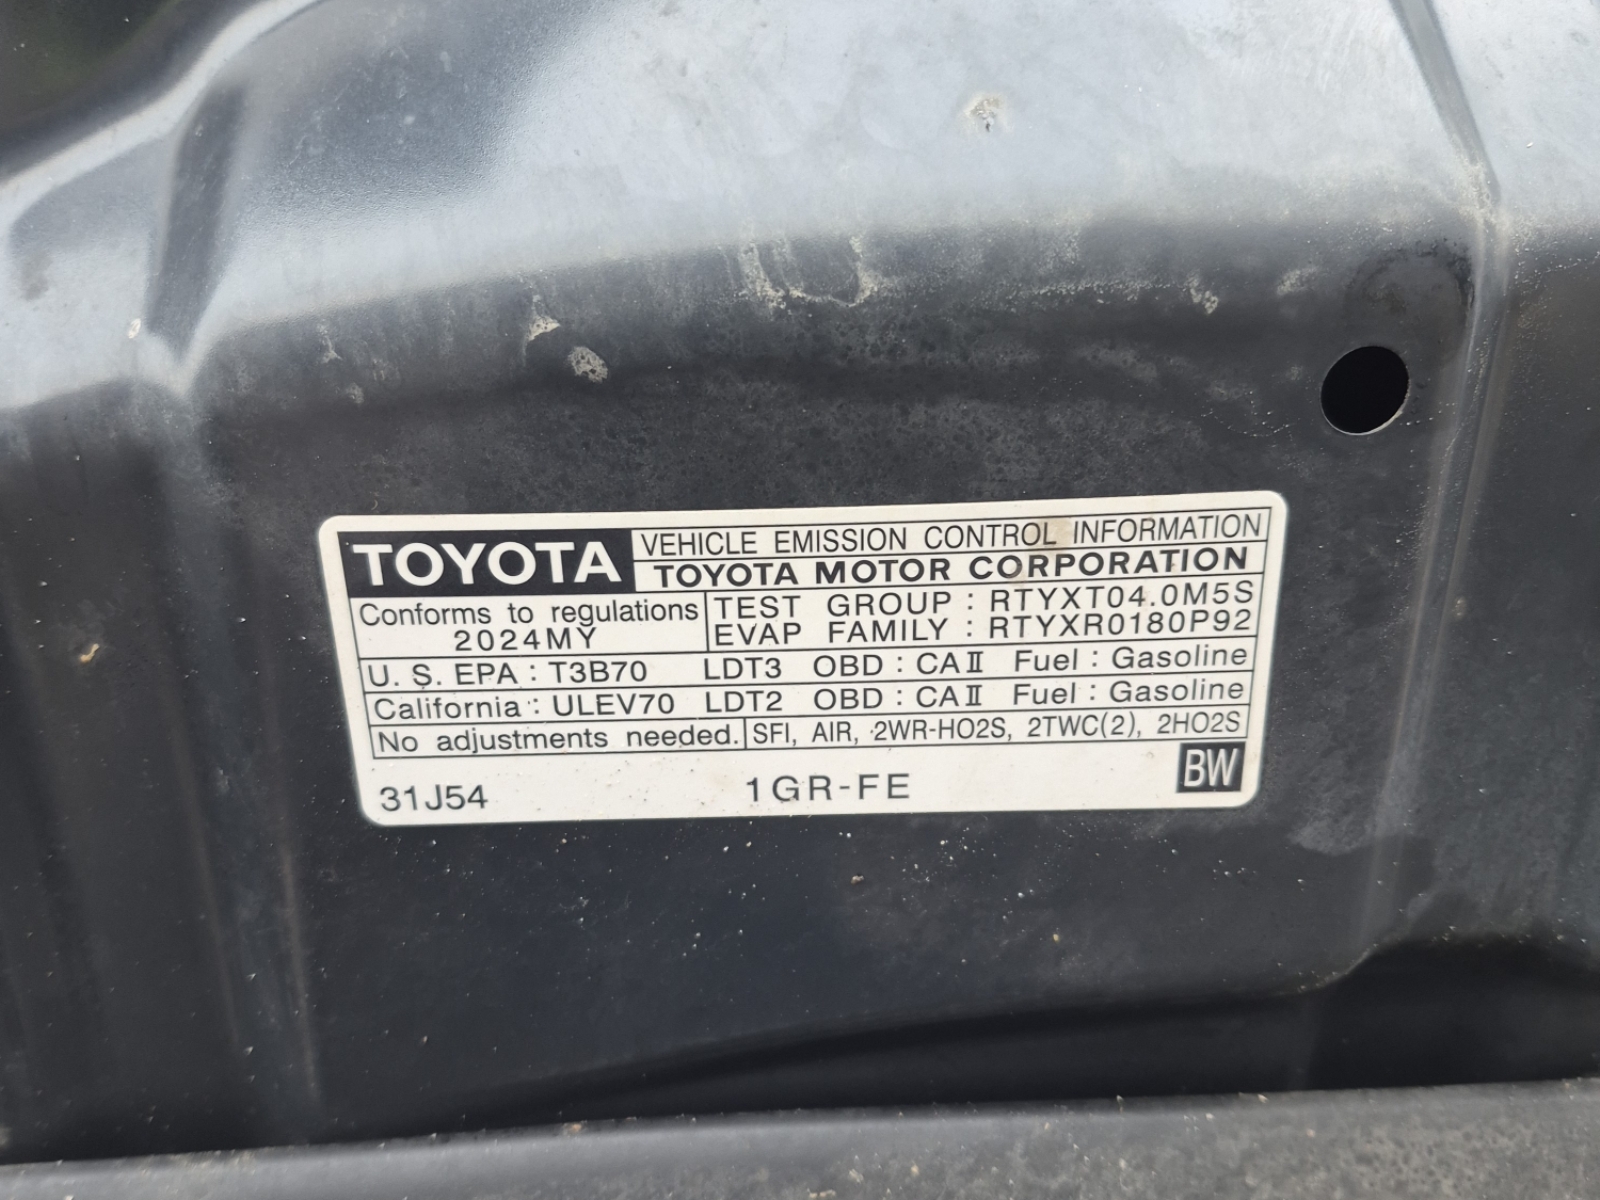 TOYOTA VEHICLE EMISSION CONTROL INFORMATION
TOYOTA MOTOR CORPORATION
Conforms to regulations
2024MY
TEST GROUP : RTYXT04.0M5S
EVAP FAMILY : RTYXR0180P92
U. S. EPA : T3B70 LDT3 OBD : CAⅡ Fuel : Gasoline
California : ULEV70 LDT2 OBD : CAⅡ Fuel : Gasoline
No adjustments needed. SFI, AIR, 2WR-HO2S, 2TWC(2), 2HO2S
31J54 1GR-FE BW